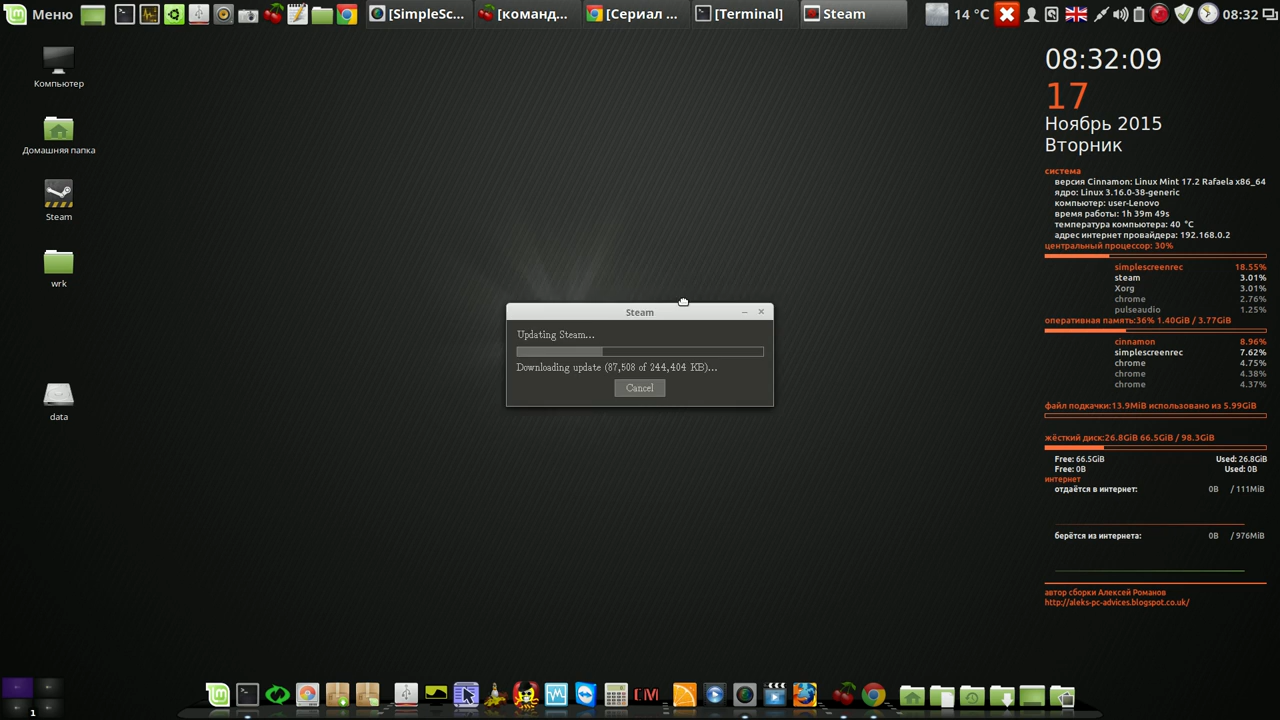 Меню
[SimpleSc...
[команд...
[Сериал ...
[Terminal]
Steam
14 °C
08:32
Компьютер
Домашняя папка
Steam
wrk
data
08:32:09
17
Ноябрь 2015
Вторник
система
версия Cinnamon: Linux Mint 17.2 Rafaela x86_64
ядро: Linux 3.16.0-38-generic
компьютер: user-Lenovo
время работы: 1h 39m 49s
температура компьютера: 40 °C
адрес интернет провайдера: 192.168.0.2
центральный процессор: 30%
simplescreenrec 18.55%
steam 3.01%
Xorg 3.01%
chrome 2.76%
pulseaudio 1.25%
оперативная память:36% 1.40GiB / 3.77GiB
cinnamon 8.96%
simplescreenrec 7.62%
chrome 4.75%
chrome 4.38%
chrome 4.37%
файл подкачки:13.9MiB использовано из 5.99GiB
жёсткий диск:26.8GiB 66.5GiB / 98.3GiB
Free: 66.5GiB Used: 26.8GiB
Free: 0B Used: 0B
интернет
отдаётся в интернет: 0B / 111MiB
берётся из интернета: 0B / 976MiB
автор сборки Алексей Романов
http://aleks-pc-advices.blogspot.co.uk/
Steam
Updating Steam...
Downloading update (87,508 of 244,404 KB)...
Cancel
1